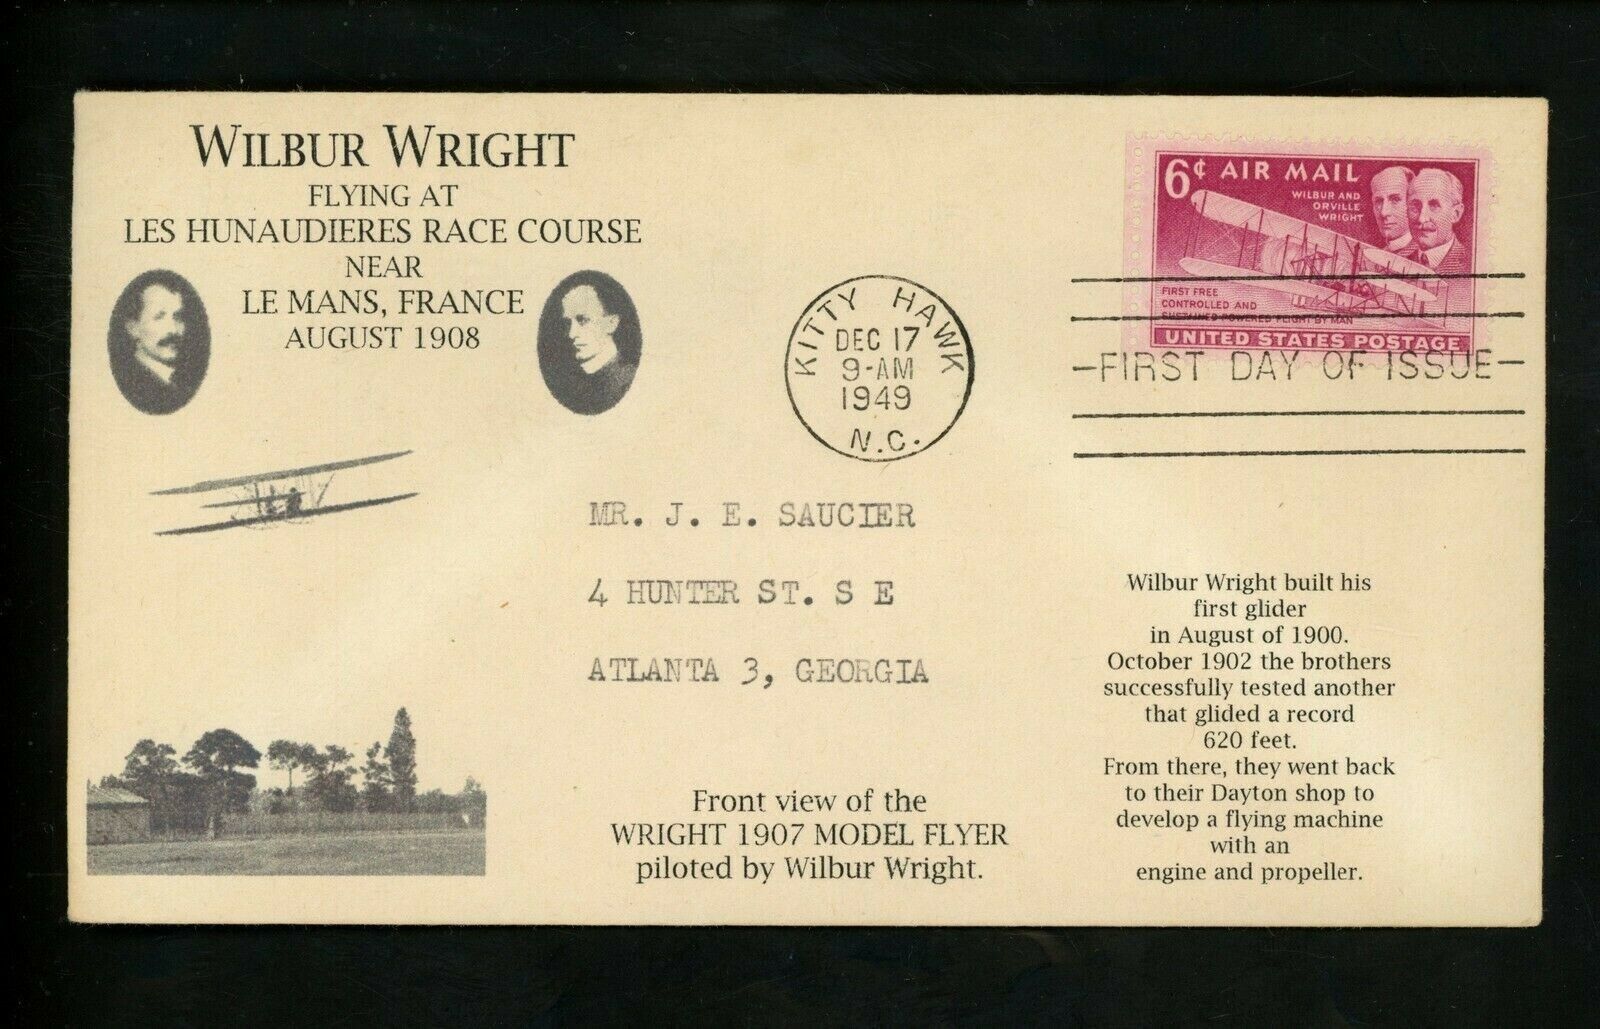 WILBUR WRIGHT
FLYING AT
LES HUNAUDIERES RACE COURSE
NEAR
LE MANS, FRANCE
AUGUST 1908
KITTY HAWK
DEC 17
9-AM
1949
N.C.
6¢ AIR MAIL
WILBUR AND
ORVILLE
WRIGHT
FIRST FREE
CONTROLLED AND
SUSTAINED POWERED FLIGHT BY MAN
UNITED STATES POSTAGE
—FIRST DAY OF ISSUE—
MR. J. E. SAUCIER
4 HUNTER ST. S E
ATLANTA 3, GEORGIA
Front view of the
WRIGHT 1907 MODEL FLYER
piloted by Wilbur Wright.
Wilbur Wright built his
first glider
in August of 1900.
October 1902 the brothers
successfully tested another
that glided a record
620 feet.
From there, they went back
to their Dayton shop to
develop a flying machine
with an
engine and propeller.